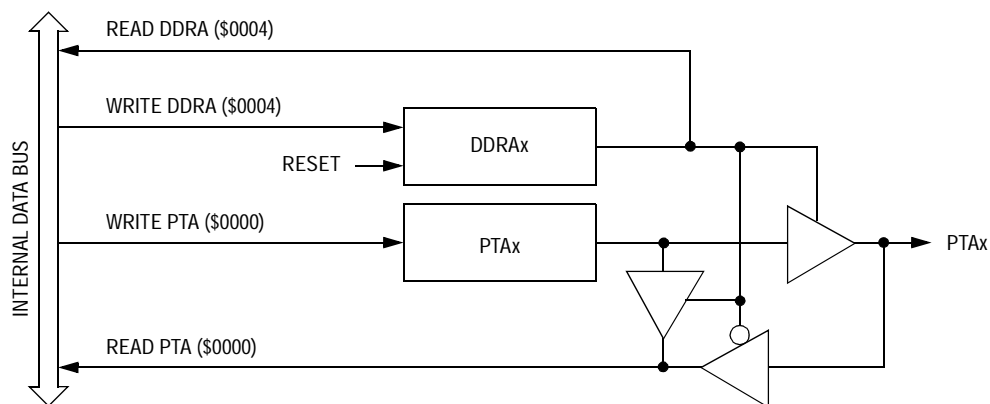 READ DDRA ($0004)
WRITE DDRA ($0004)
DDRAx
RESET
WRITE PTA ($0000)
PTAx
PTAx
READ PTA ($0000)
INTERNAL DATA BUS